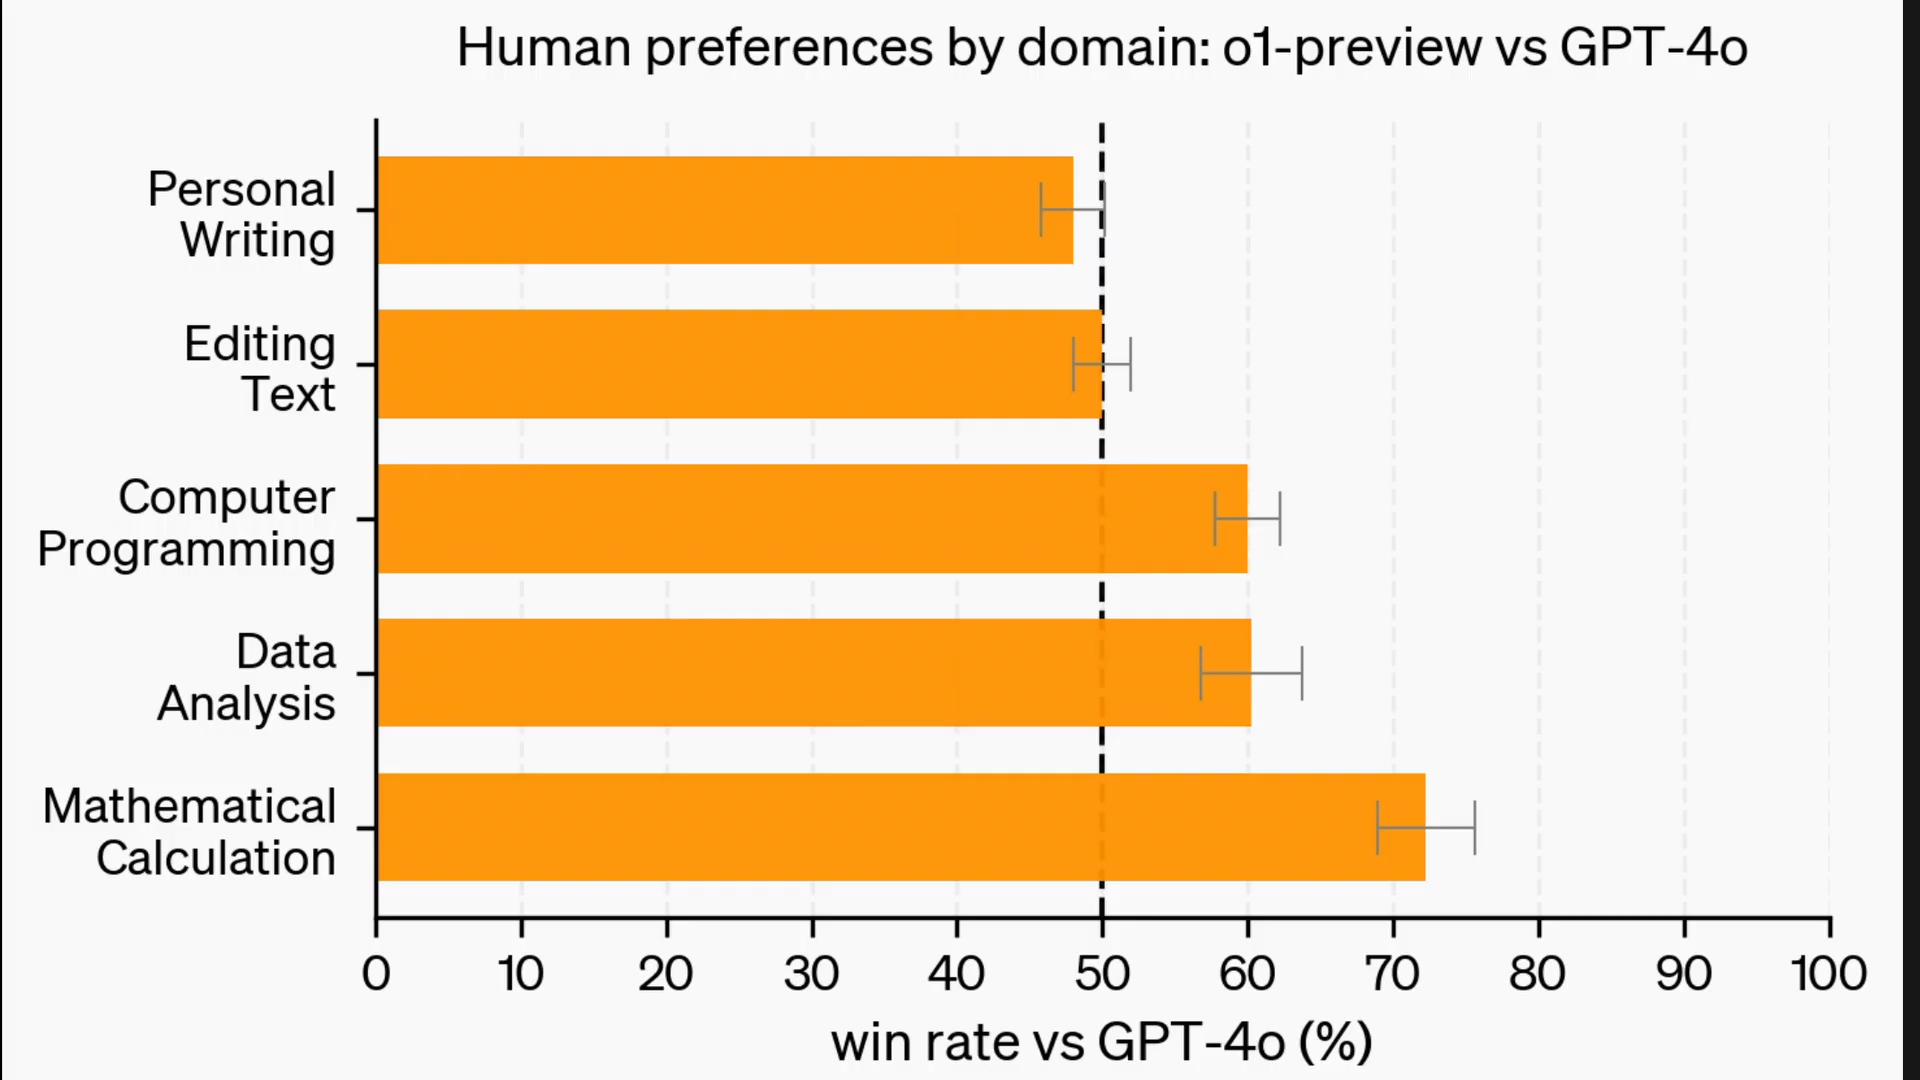 Human preferences by domain: o1-preview vs GPT-4o
Personal
Writing
Editing
Text
Computer
Programming
Data
Analysis
Mathematical
Calculation
0 10 20 30 40 50 60 70 80 90 100
win rate vs GPT-4o (%)